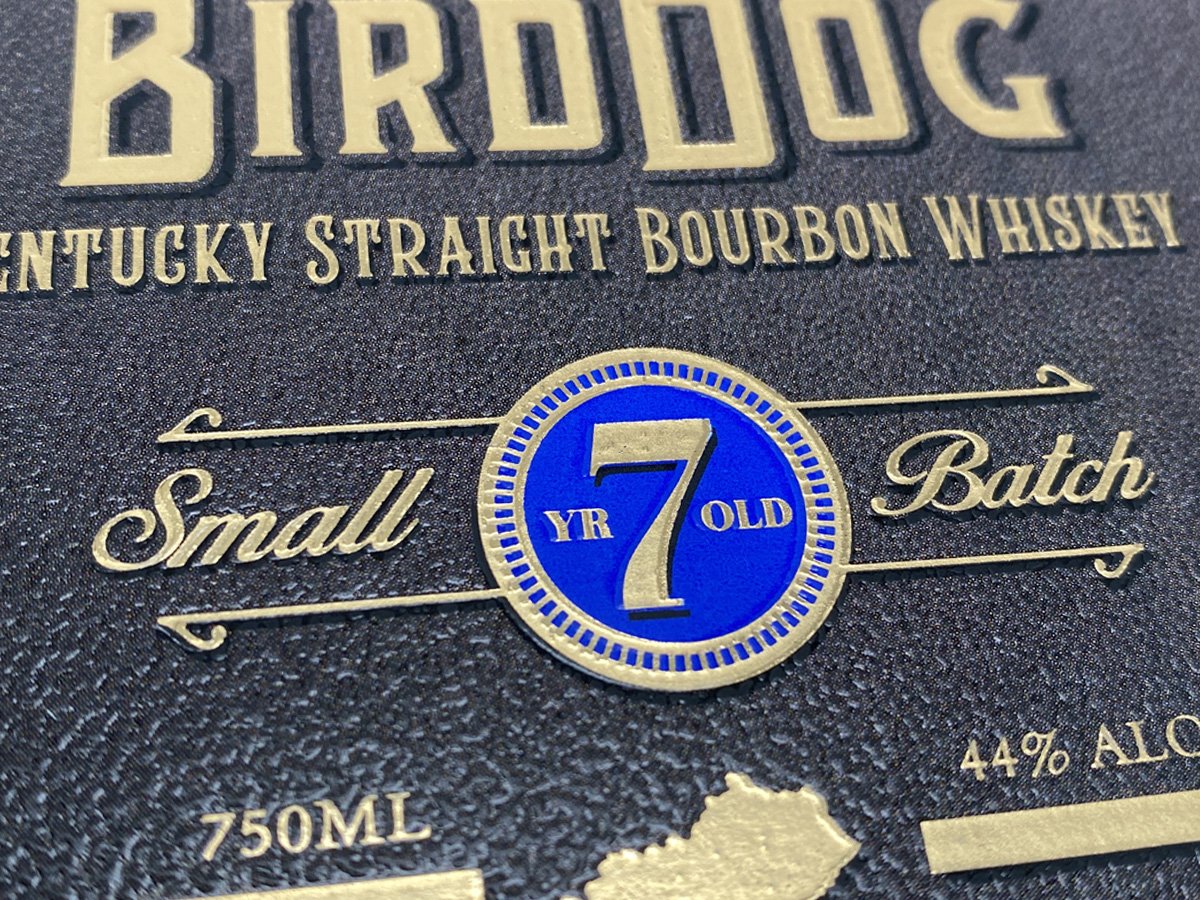 BIRDDOG
ENTUCKY STRAIGHT BOURBON WHISKEY
Small 7 YR OLD Batch
44% ALC
750ML